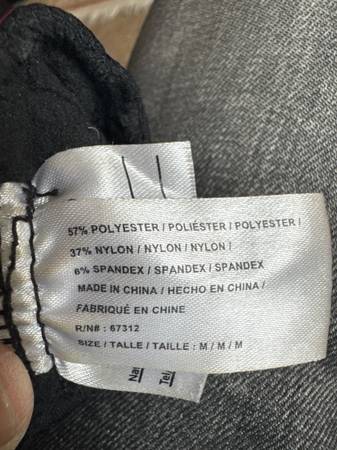 57% POLYESTER / POLIÉSTER / POLYESTER /
37% NYLON / NYLON / NYLON /
6% SPANDEX / SPANDEX / SPANDEX
MADE IN CHINA / HECHO EN CHINA /
FABRIQUÉ EN CHINE
R/N# : 67312
SIZE / TALLE / TAILLE : M / M / M